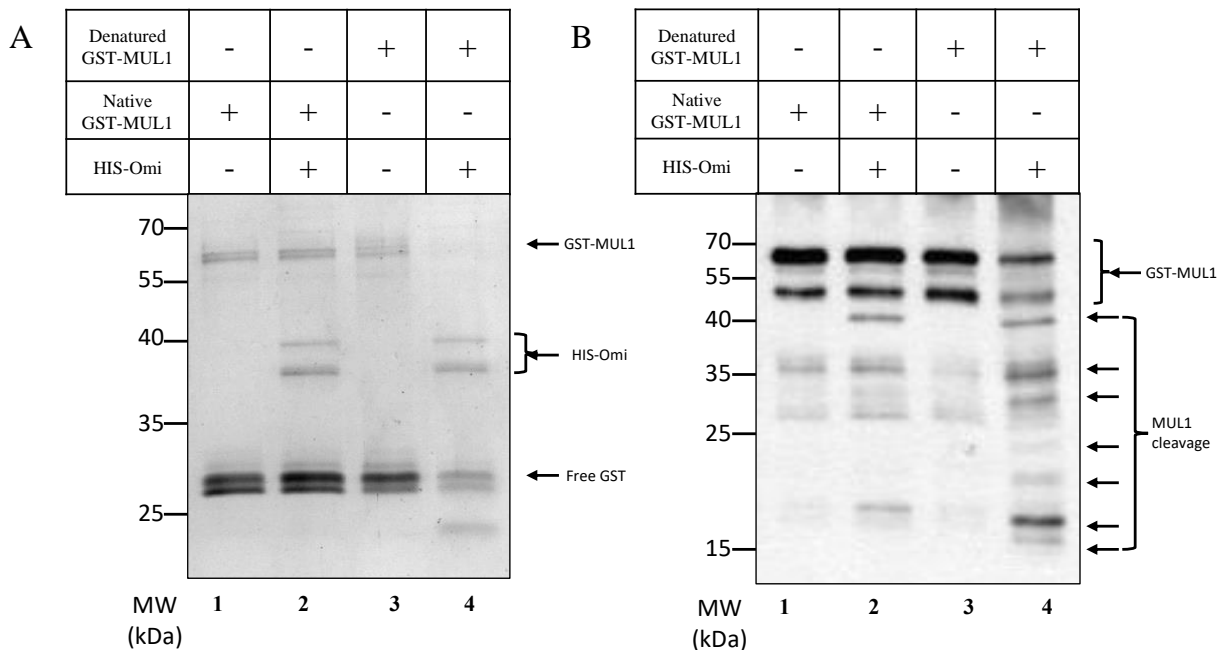 A
Denatured
GST-MUL1
- - + +
Native
GST-MUL1
+ + - -
HIS-Omi
- + - +
70
55
40
35
25
GST-MUL1
HIS-Omi
Free GST
MW
(kDa)
1 2 3 4
B
Denatured
GST-MUL1
- - + +
Native
GST-MUL1
+ + - -
HIS-Omi
- + - +
70
55
40
35
25
15
GST-MUL1
MUL1
cleavage
MW
(kDa)
1 2 3 4